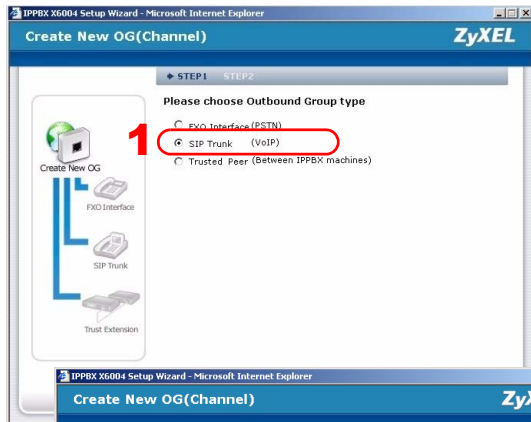 IPPBX X6004 Setup Wizard - Microsoft Internet Explorer
Create New OG(Channel)
ZyXEL
STEP1 STEP2
Please choose Outbound Group type
FXO Interface (PSTN)
1
SIP Trunk (VoIP)
Trusted Peer (Between IPPBX machines)
Create New OG
FXO Interface
SIP Trunk
Trust Extension
IPPBX X6004 Setup Wizard - Microsoft Internet Explorer
Create New OG(Channel)